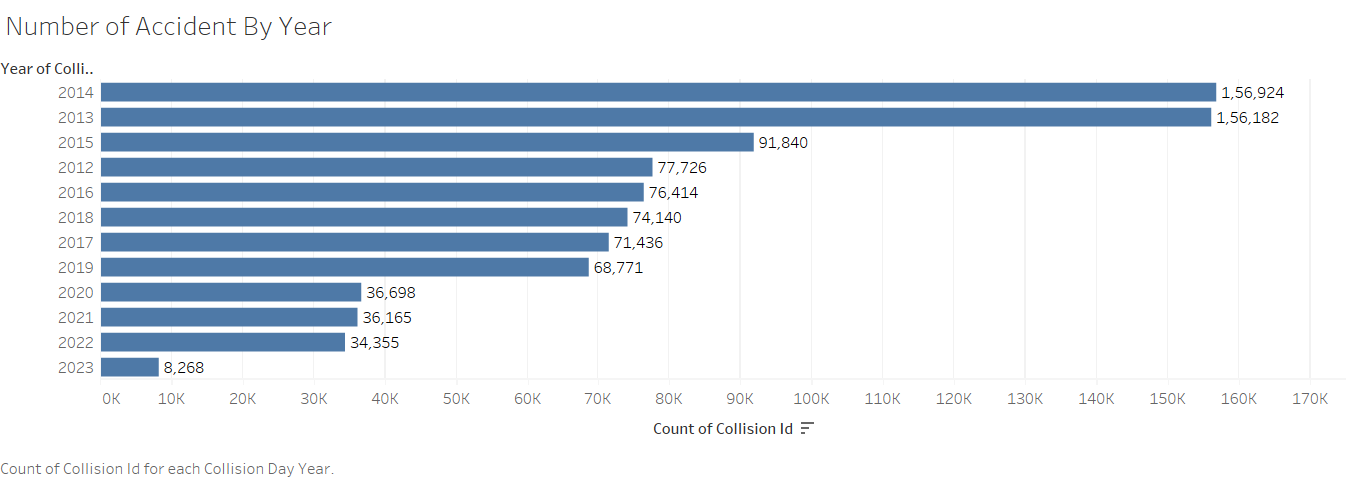 Number of Accident By Year
Year of Colli..
2014 1,56,924
2013 1,56,182
2015 91,840
2012 77,726
2016 76,414
2018 74,140
2017 71,436
2019 68,771
2020 36,698
2021 36,165
2022 34,355
2023 8,268
0K 10K 20K 30K 40K 50K 60K 70K 80K 90K 100K 110K 120K 130K 140K 150K 160K 170K
Count of Collision Id
Count of Collision Id for each Collision Day Year.